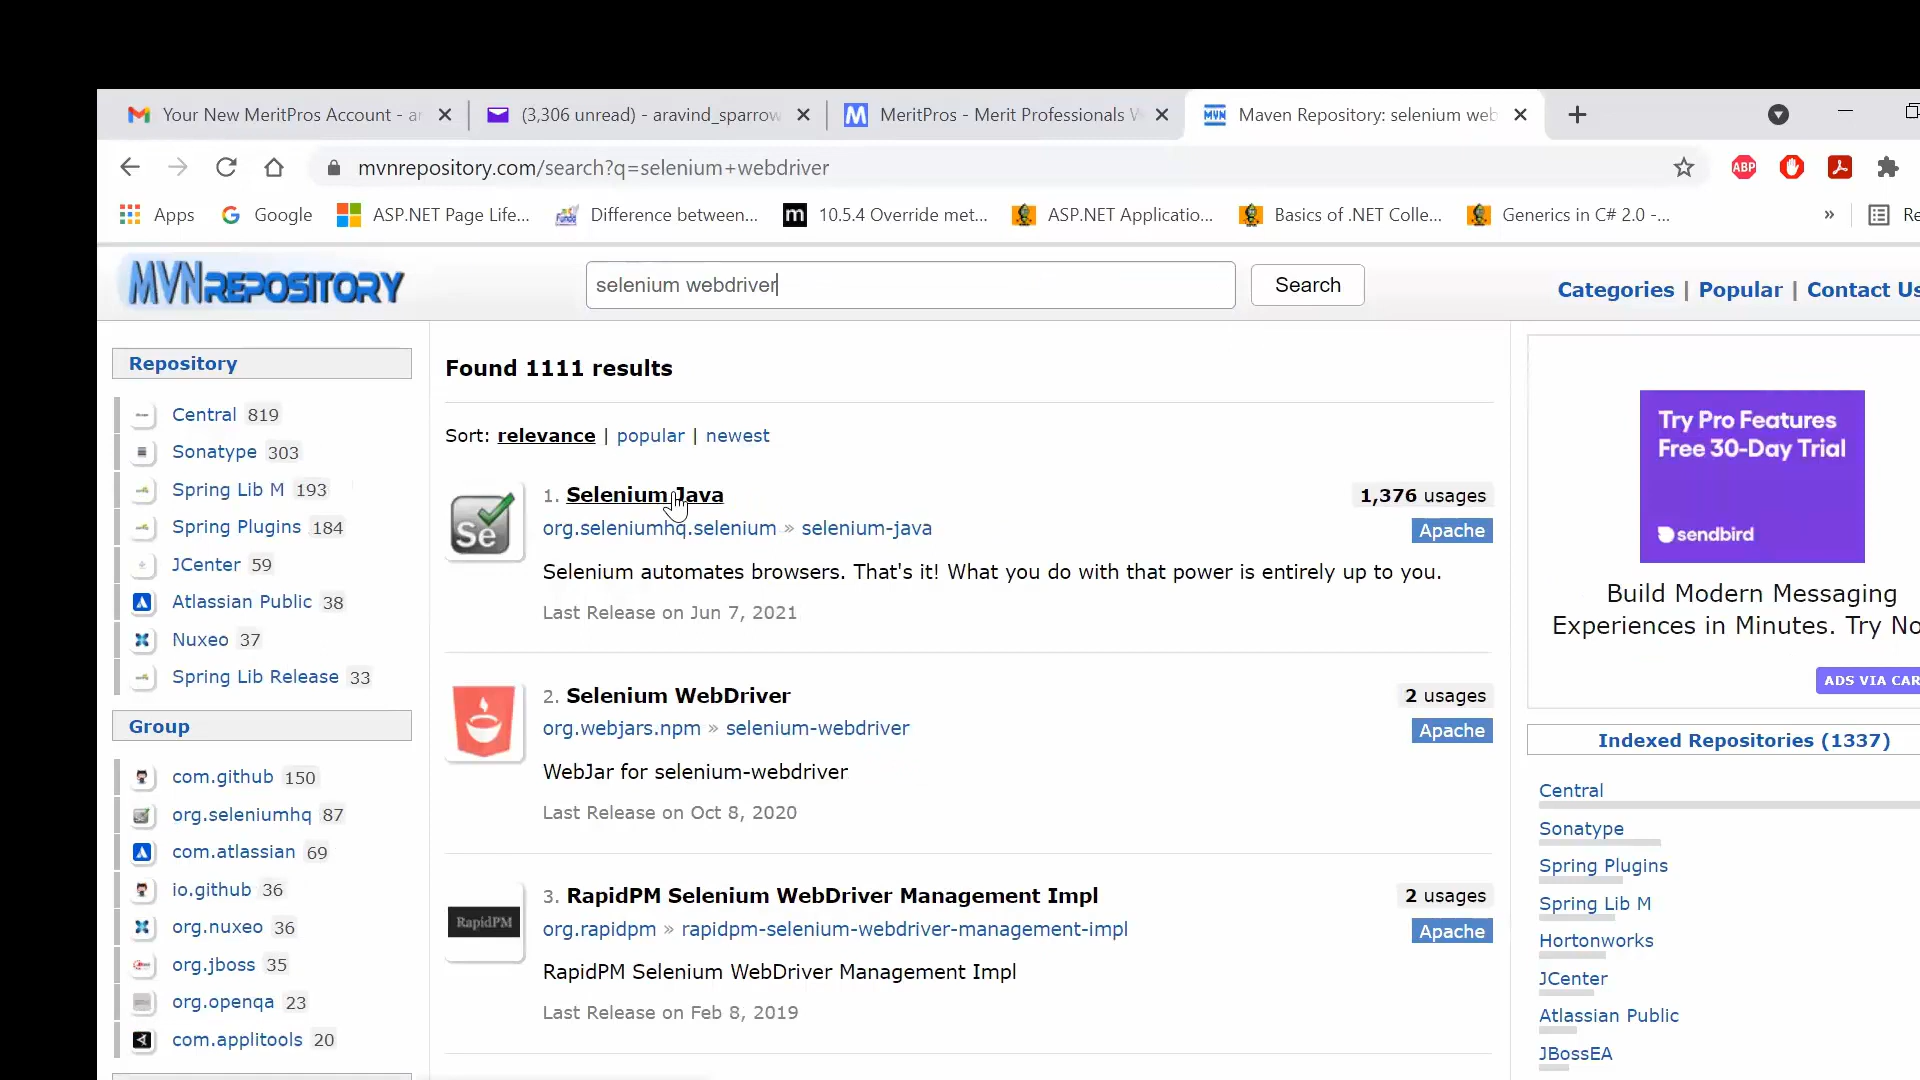 Your New MeritPros Account - ar
(3,306 unread) - aravind_sparrow
MeritPros - Merit Professionals W
MVN Maven Repository: selenium web
mvnrepository.com/search?q=selenium+webdriver
ABP
Apps
Google
ASP.NET Page Life...
Difference between...
m 10.5.4 Override met...
ASP.NET Applicatio...
Basics of .NET Colle...
Generics in C# 2.0 -...
»
Re
MVNREPOSITORY
selenium webdriver
Search
Categories | Popular | Contact Us
Repository
Central 819
Sonatype 303
Spring Lib M 193
Spring Plugins 184
JCenter 59
Atlassian Public 38
Nuxeo 37
Spring Lib Release 33
Group
com.github 150
org.seleniumhq 87
com.atlassian 69
io.github 36
org.nuxeo 36
org.jboss 35
org.openqa 23
com.applitools 20
Found 1111 results
Sort: relevance | popular | newest
Se
1. Selenium Java
1,376 usages
org.seleniumhq.selenium » selenium-java
Apache
Selenium automates browsers. That's it! What you do with that power is entirely up to you.
Last Release on Jun 7, 2021
2. Selenium WebDriver
2 usages
org.webjars.npm » selenium-webdriver
Apache
WebJar for selenium-webdriver
Last Release on Oct 8, 2020
RapidPM
3. RapidPM Selenium WebDriver Management Impl
2 usages
org.rapidpm » rapidpm-selenium-webdriver-management-impl
Apache
RapidPM Selenium WebDriver Management Impl
Last Release on Feb 8, 2019
Try Pro Features
Free 30-Day Trial
sendbird
Build Modern Messaging
Experiences in Minutes. Try No
ADS VIA CAR
Indexed Repositories (1337)
Central
Sonatype
Spring Plugins
Spring Lib M
Hortonworks
JCenter
Atlassian Public
JBossEA